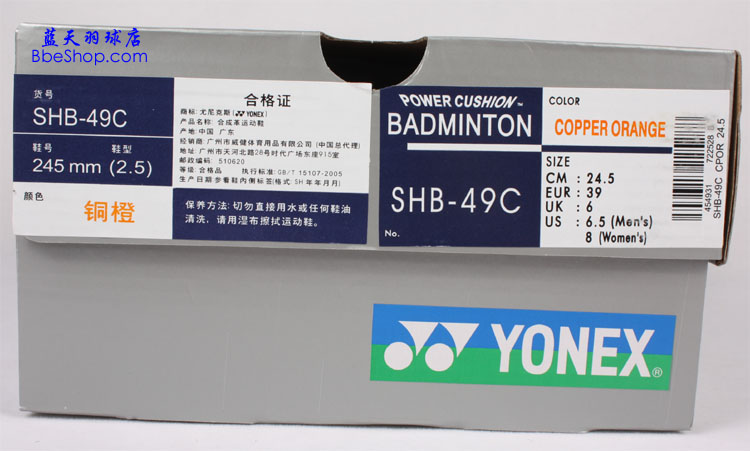 蓝天羽球店
BbeShop.com
货号
SHB-49C
鞋号 鞋型
245 mm (2.5)
颜色
铜橙
合格证
商标: 尤尼克斯(YONEX)
产品名称: 合成革运动鞋
产地: 中国 广东
经销商: 广州市威健体育用品有限公司(中国总代理)
地址: 广州市天河北路28号时代广场东座915室
邮政编码: 510620
等级: 合格品 执行标准: GB/T 15107-2005
生产日期参看鞋内侧标签(格式: SH 年年月月)
保养方法: 切勿直接用水或任何鞋油
清洗, 请用湿布擦拭运动鞋。
POWER CUSHION™
BADMINTON
SHB-49C
No.
COLOR
COPPER ORANGE
SIZE
CM : 24.5
EUR : 39
UK : 6
US : 6.5 (Men's)
8 (Women's)
454931 722528
SHB-49C CPOR 24.5
YONEX®